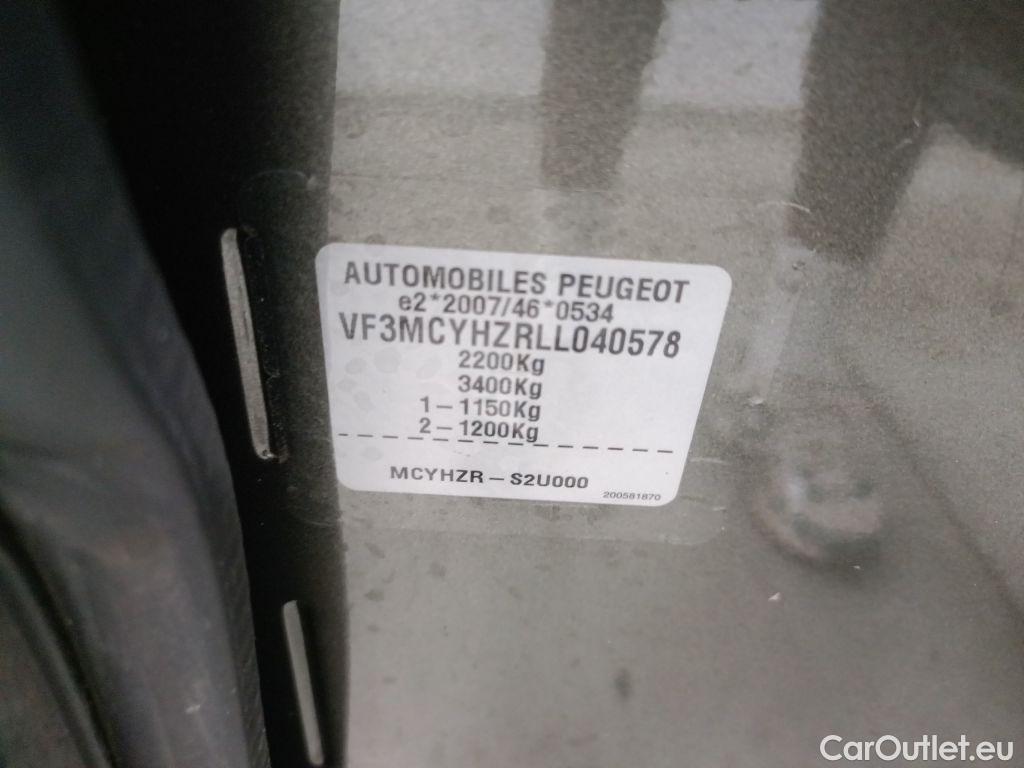 AUTOMOBILES PEUGEOT
e2*2007/46*0534
VF3MCYHZRLL040578
2200Kg
3400Kg
1-1150Kg
2-1200Kg
MCYHZR-S2U000
200581870
CarOutlet.eu